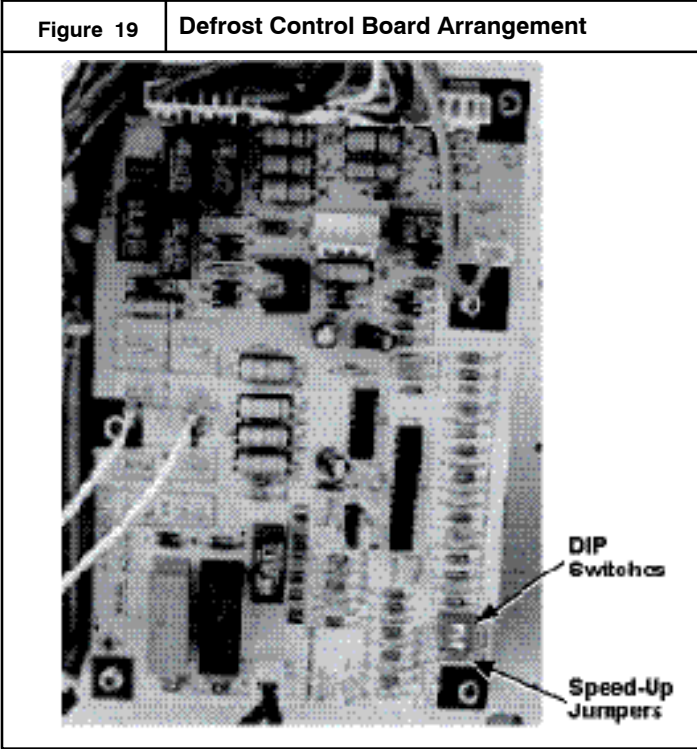 Figure 19
Defrost Control Board Arrangement
DIP
Switches
Speed-Up
Jumpers